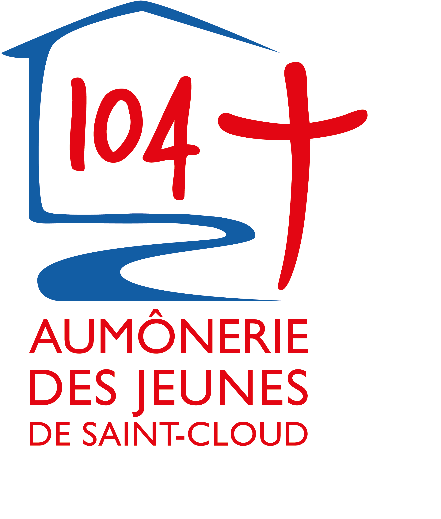 104
AUMÔNERIE
DES JEUNES
DE SAINT-CLOUD